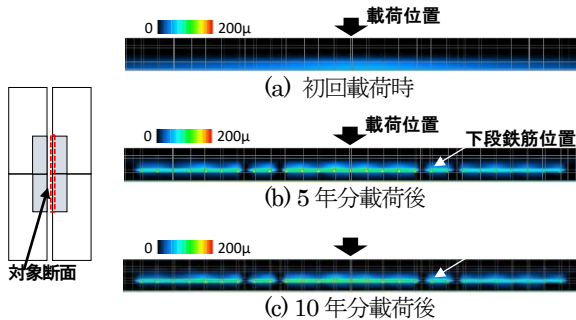 0 200μ 載荷位置
(a) 初回載荷時
0 200μ 載荷位置 下段鉄筋位置
(b) 5 年分載荷後
0 200μ
対象断面
(c) 10 年分載荷後